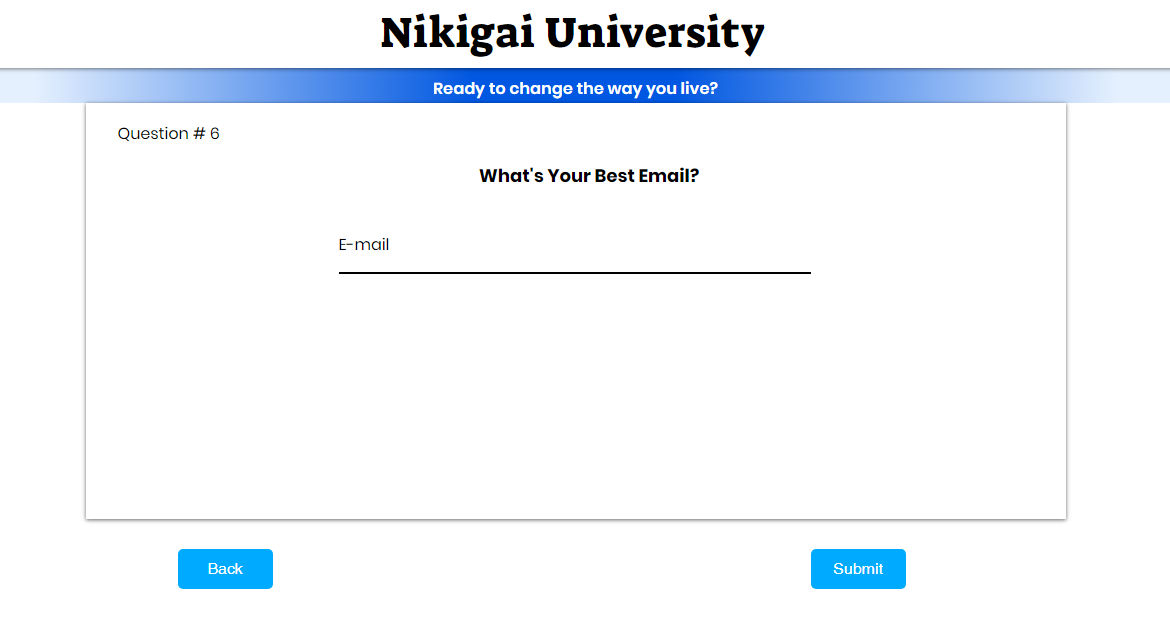 Nikigai University
Ready to change the way you live?
Question # 6
What's Your Best Email?
E-mail
Back
Submit